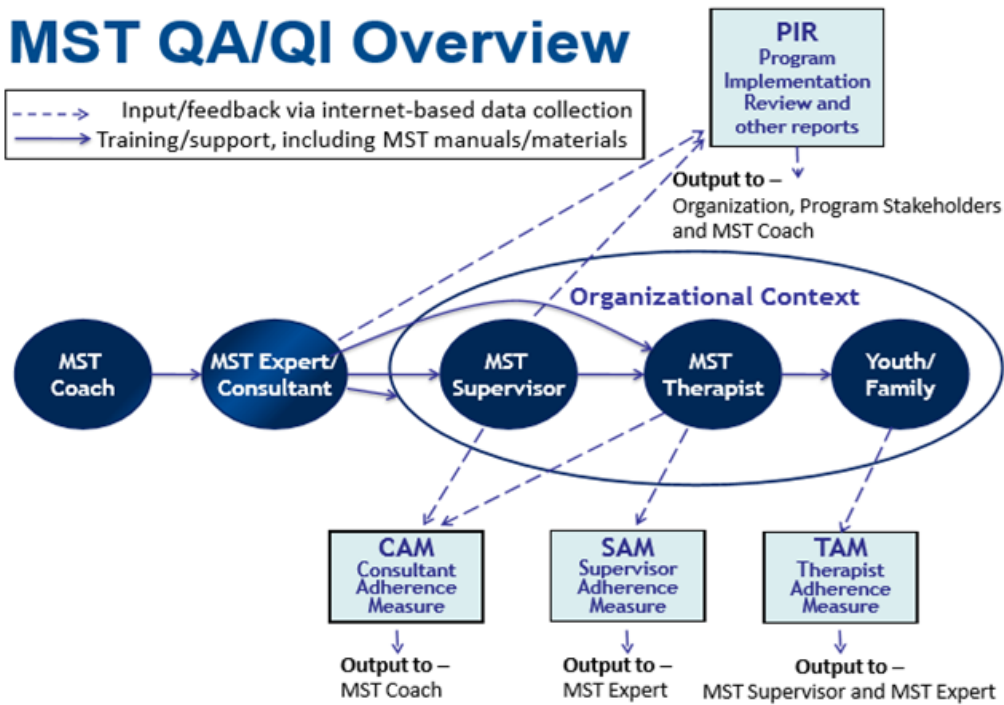 MST QA/QI Overview
Input/feedback via internet-based data collection
Training/support, including MST manuals/materials
PIR
Program
Implementation
Review and
other reports
Output to –
Organization, Program Stakeholders
and MST Coach
Organizational Context
MST
Coach
MST Expert/
Consultant
MST
Supervisor
MST
Therapist
Youth/
Family
CAM
Consultant
Adherence
Measure
Output to –
MST Coach
SAM
Supervisor
Adherence
Measure
Output to –
MST Expert
TAM
Therapist
Adherence
Measure
Output to –
MST Supervisor and MST Expert